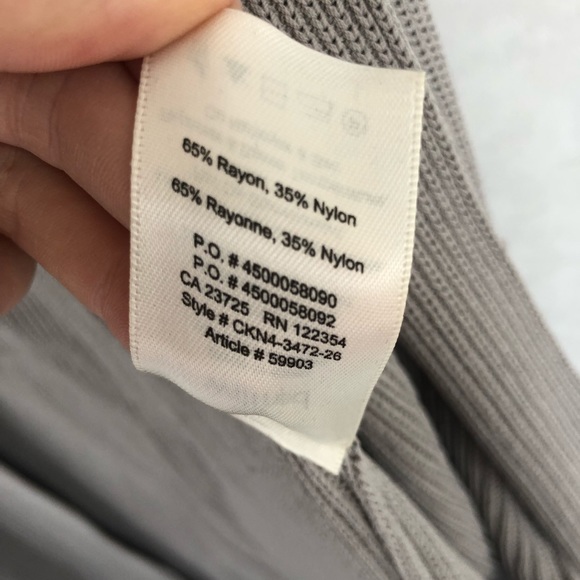 65% Rayon, 35% Nylon
65% Rayonne, 35% Nylon
P.O. # 4500058090
P.O. # 4500058092
CA 23725 RN 122354
Style # CKN4-3472-26
Article # 59903